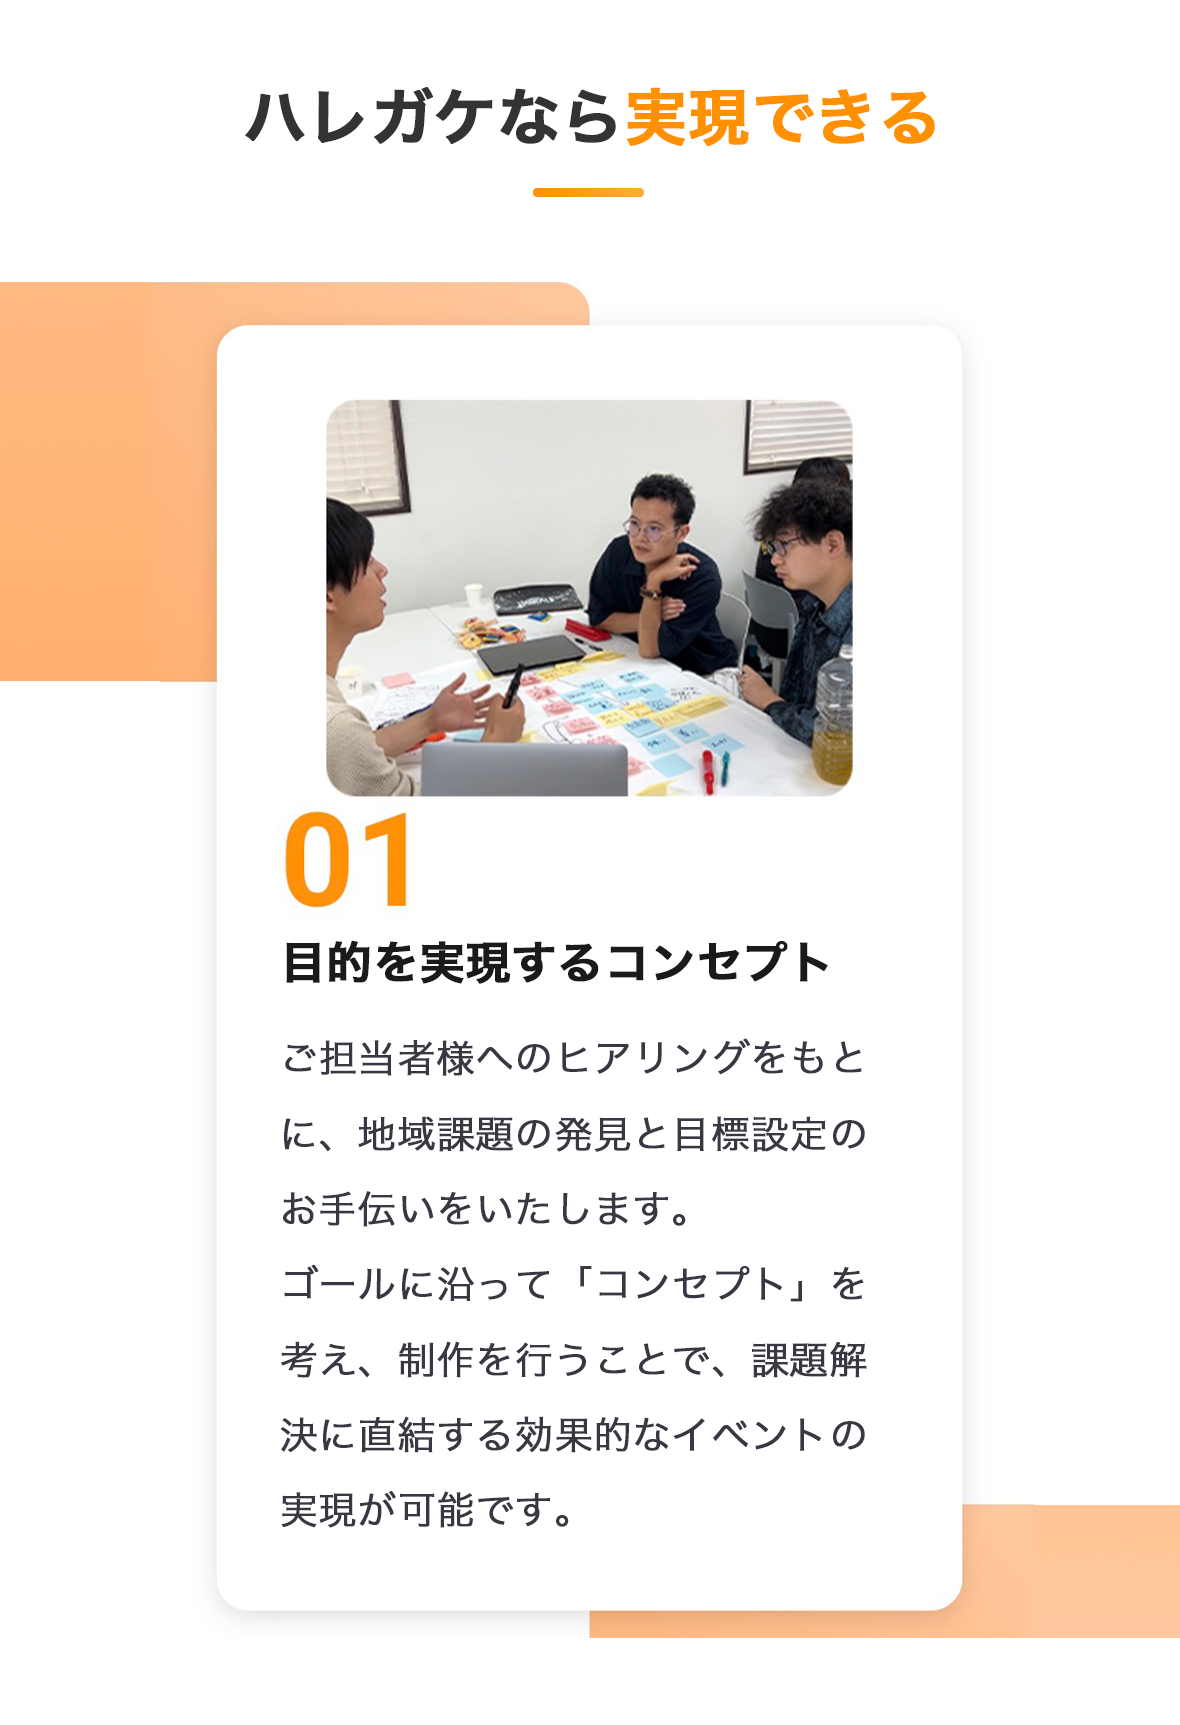 ハレガケなら実現できる
01
目的を実現するコンセプト
ご担当者様へのヒアリングをもと
に、地域課題の発見と目標設定の
お手伝いをいたします。
ゴールに沿って「コンセプト」を
考え、制作を行うことで、課題解
決に直結する効果的なイベントの
実現が可能です。